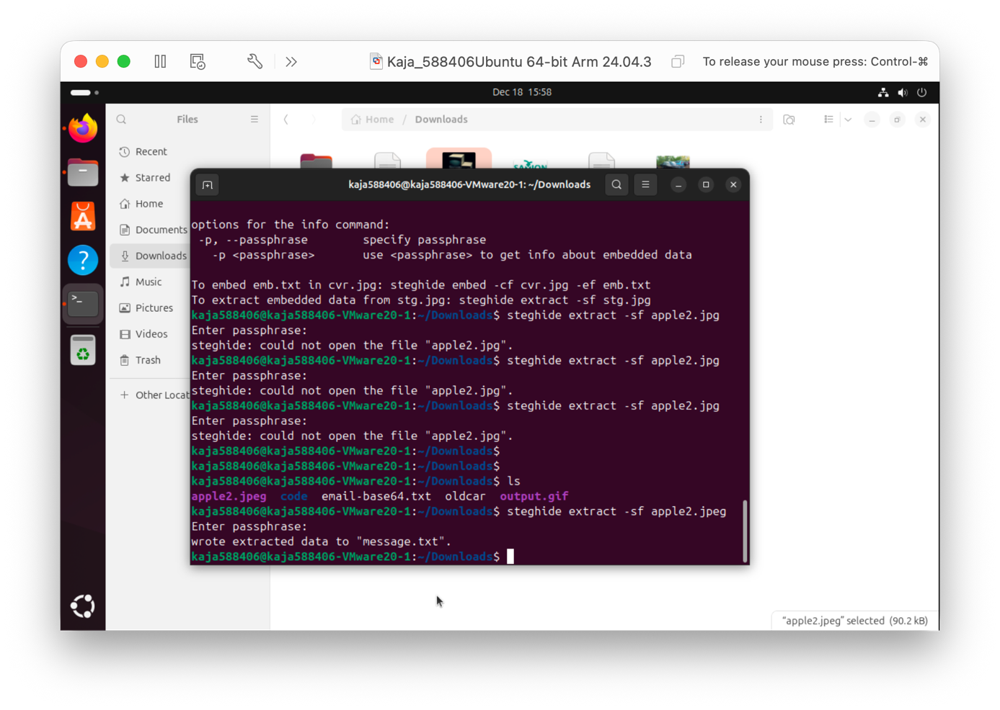 Kaja_588406Ubuntu 64-bit Arm 24.04.3
To release your mouse press: Control-⌘
Dec 18 15:58
Files
Home / Downloads
Recent
Starred
Home
Documents
Downloads
Music
Pictures
Videos
Trash
+ Other Locat
kaja588406@kaja588406-VMware20-1: ~/Downloads
options for the info command:
-p, --passphrase specify passphrase
-p <passphrase> use <passphrase> to get info about embedded data
To embed emb.txt in cvr.jpg: steghide embed -cf cvr.jpg -ef emb.txt
To extract embedded data from stg.jpg: steghide extract -sf stg.jpg
kaja588406@kaja588406-VMware20-1:~/Downloads$ steghide extract -sf apple2.jpg
Enter passphrase:
steghide: could not open the file "apple2.jpg".
kaja588406@kaja588406-VMware20-1:~/Downloads$ steghide extract -sf apple2.jpg
Enter passphrase:
steghide: could not open the file "apple2.jpg".
kaja588406@kaja588406-VMware20-1:~/Downloads$ steghide extract -sf apple2.jpg
Enter passphrase:
steghide: could not open the file "apple2.jpg".
kaja588406@kaja588406-VMware20-1:~/Downloads$
kaja588406@kaja588406-VMware20-1:~/Downloads$
kaja588406@kaja588406-VMware20-1:~/Downloads$ ls
apple2.jpeg code email-base64.txt oldcar output.gif
kaja588406@kaja588406-VMware20-1:~/Downloads$ steghide extract -sf apple2.jpeg
Enter passphrase:
wrote extracted data to "message.txt".
kaja588406@kaja588406-VMware20-1:~/Downloads$
"apple2.jpeg" selected (90.2 kB)